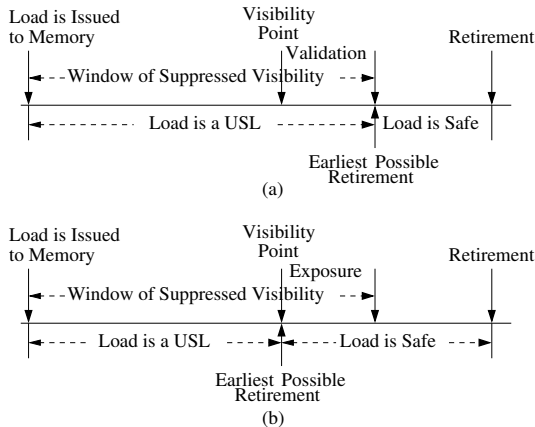 Load is Issued
to Memory
Visibility
Point
Validation
Retirement
Window of Suppressed Visibility
Load is a USL
Load is Safe
Earliest Possible
Retirement
(a)
Load is Issued
to Memory
Visibility
Point
Exposure
Retirement
Window of Suppressed Visibility
Load is a USL
Load is Safe
Earliest Possible
Retirement
(b)